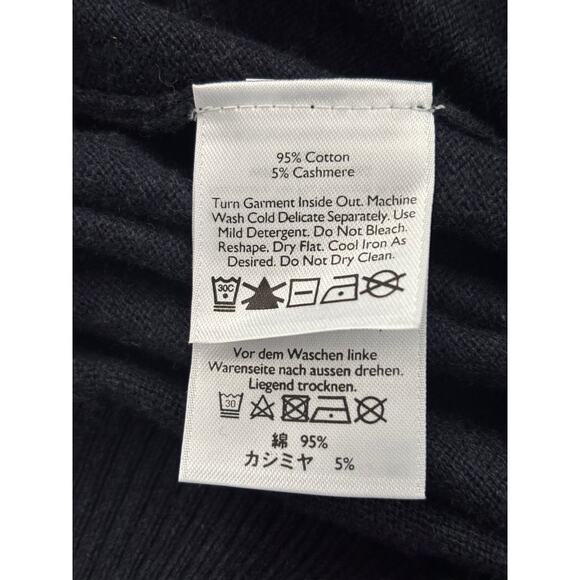 95% Cotton
5% Cashmere
Turn Garment Inside Out. Machine
Wash Cold Delicate Separately. Use
Mild Detergent. Do Not Bleach.
Reshape, Dry Flat. Cool Iron As
Desired. Do Not Dry Clean.
30C
Vor dem Waschen linke
Warenseite nach aussen drehen.
Liegend trocknen.
30
綿 95%
カシミヤ 5%